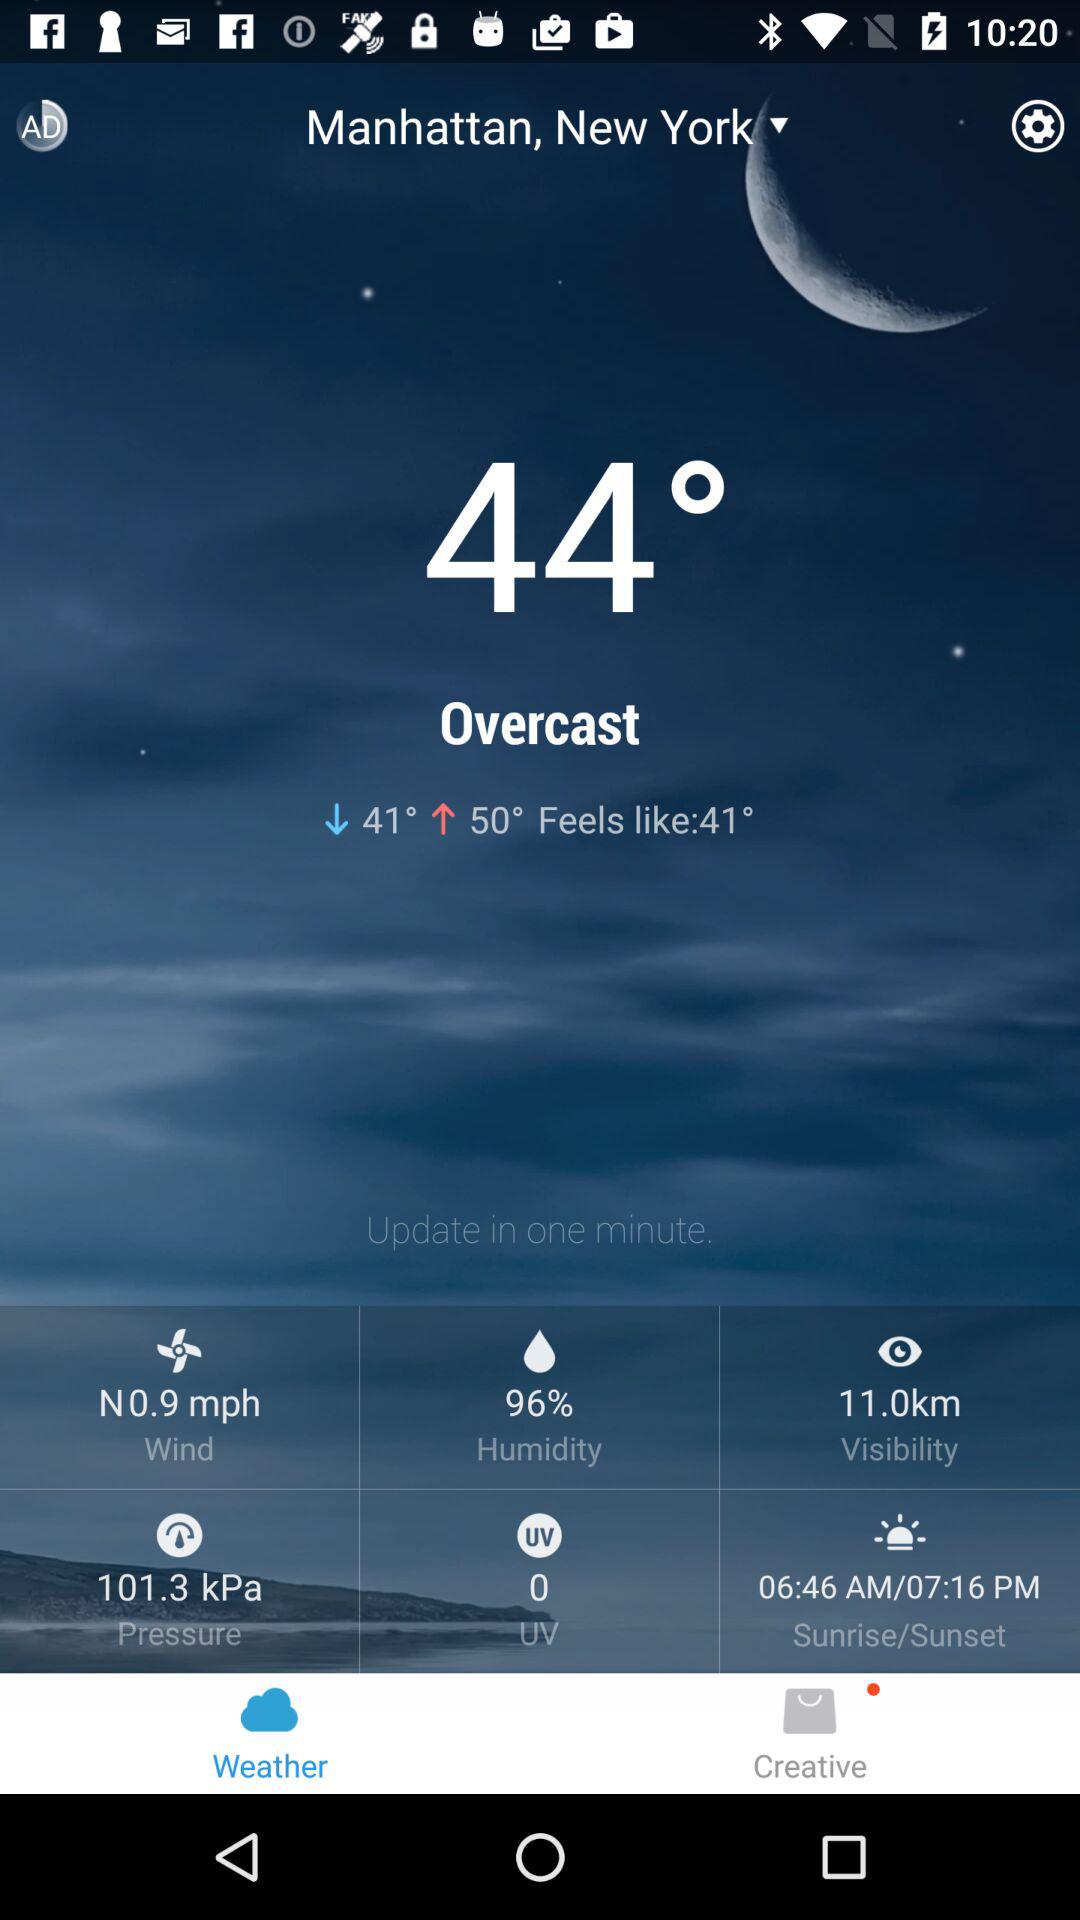 FAKE
10:20
AD
Manhattan, New York
44°
Overcast
41° 50° Feels like:41°
Update in one minute.
N0.9 mph
Wind
96%
Humidity
11.0km
Visibility
101.3 kPa
Pressure
UV
0
UV
06:46 AM/07:16 PM
Sunrise/Sunset
Weather
Creative